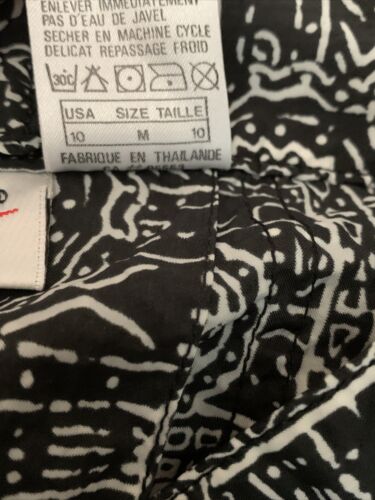 ENLEVER IMMEDIATEMENT
PAS D'EAU DE JAVEL
SECHER EN MACHINE CYCLE
DELICAT REPASSAGE FROID
30C
USA SIZE TAILLE
10 M 10
FABRIQUE EN THAILANDE
®